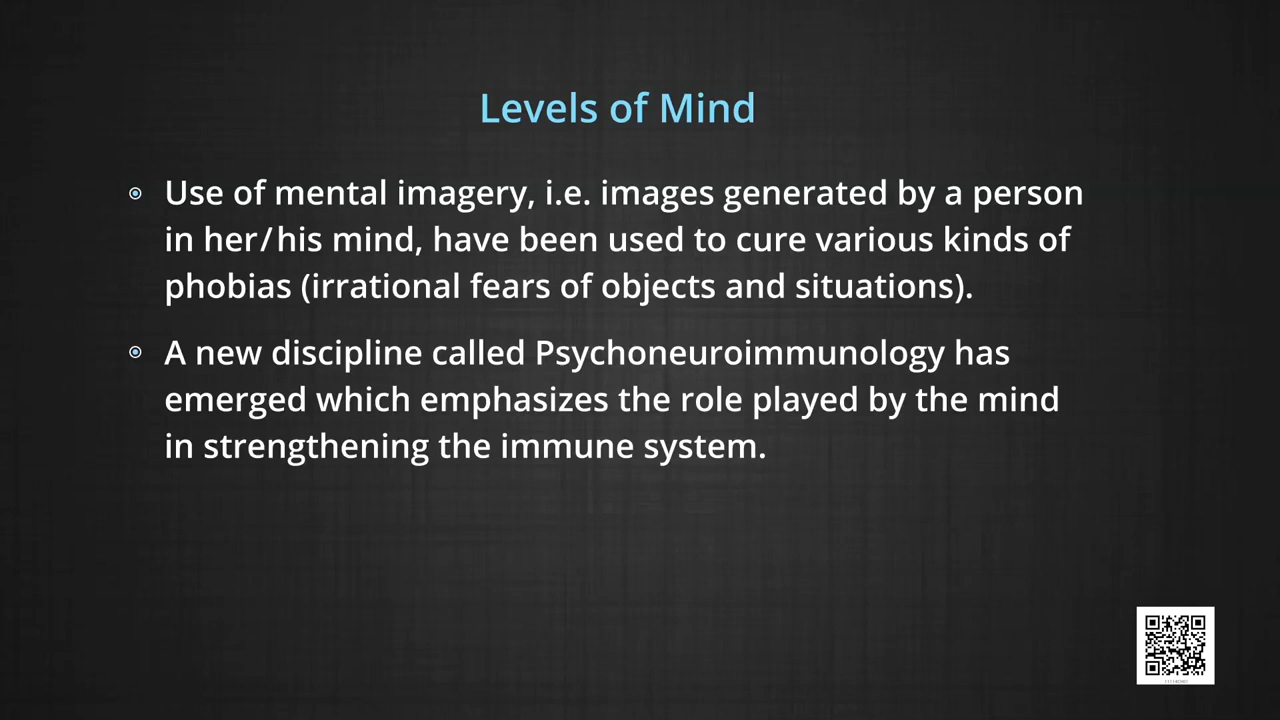 Levels of Mind
Use of mental imagery, i.e. images generated by a person
in her/his mind, have been used to cure various kinds of
phobias (irrational fears of objects and situations).
A new discipline called Psychoneuroimmunology has
emerged which emphasizes the role played by the mind
in strengthening the immune system.